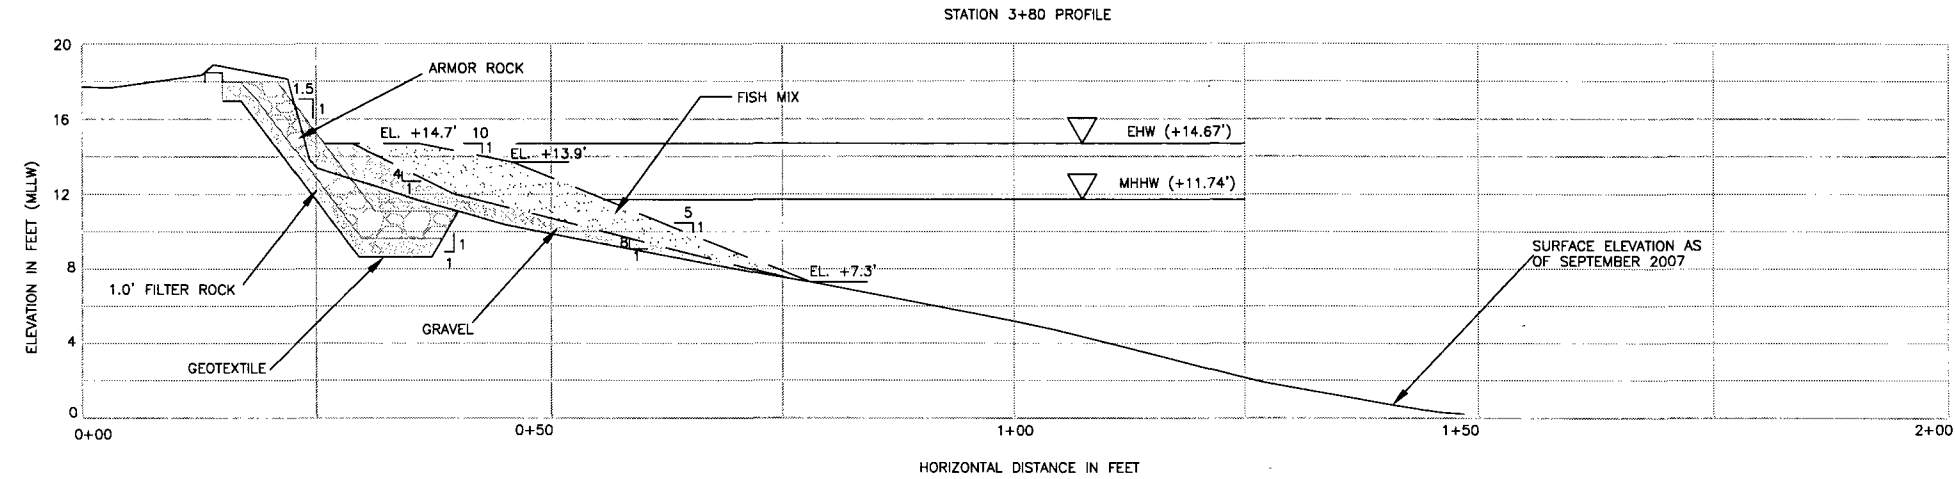 STATION 3+80 PROFILE
20
16
12
8
4
0
ELEVATION IN FEET (MLLW)
ARMOR ROCK
1.5
1
FISH MIX
EL. +14.7'
10
1
EL. +13.9'
EHW (+14.67')
MHHW (+11.74')
4
1
5
1
8
1
1
1
EL. +7.3'
SURFACE ELEVATION AS
OF SEPTEMBER 2007
1.0' FILTER ROCK
GRAVEL
GEOTEXTILE
0+00
0+50
1+00
1+50
2+00
HORIZONTAL DISTANCE IN FEET